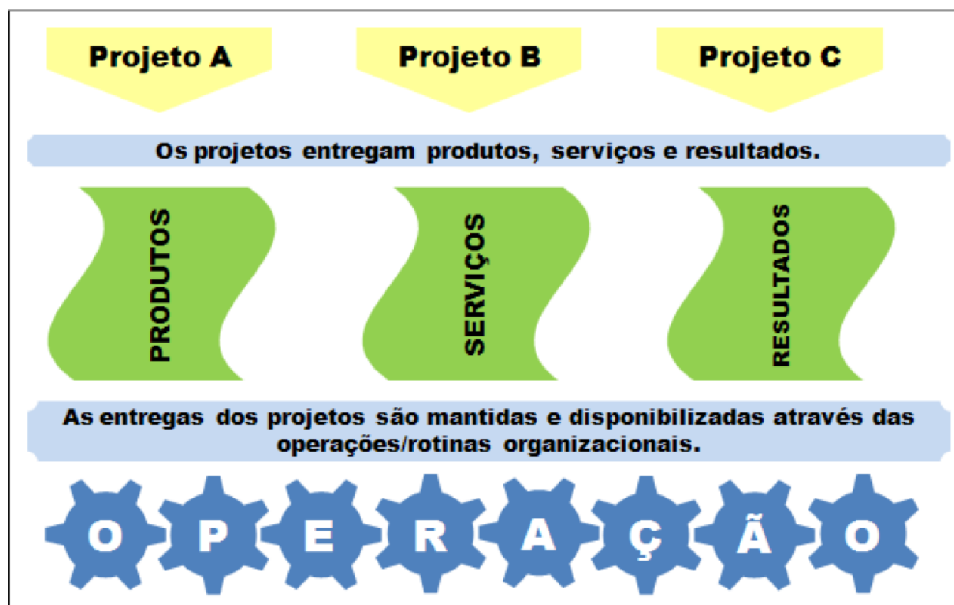 Projeto A
Projeto B
Projeto C
Os projetos entregam produtos, serviços e resultados.
PRODUTOS
SERVIÇOS
RESULTADOS
As entregas dos projetos são mantidas e disponibilizadas através das
operações/rotinas organizacionais.
OPERAÇÃO